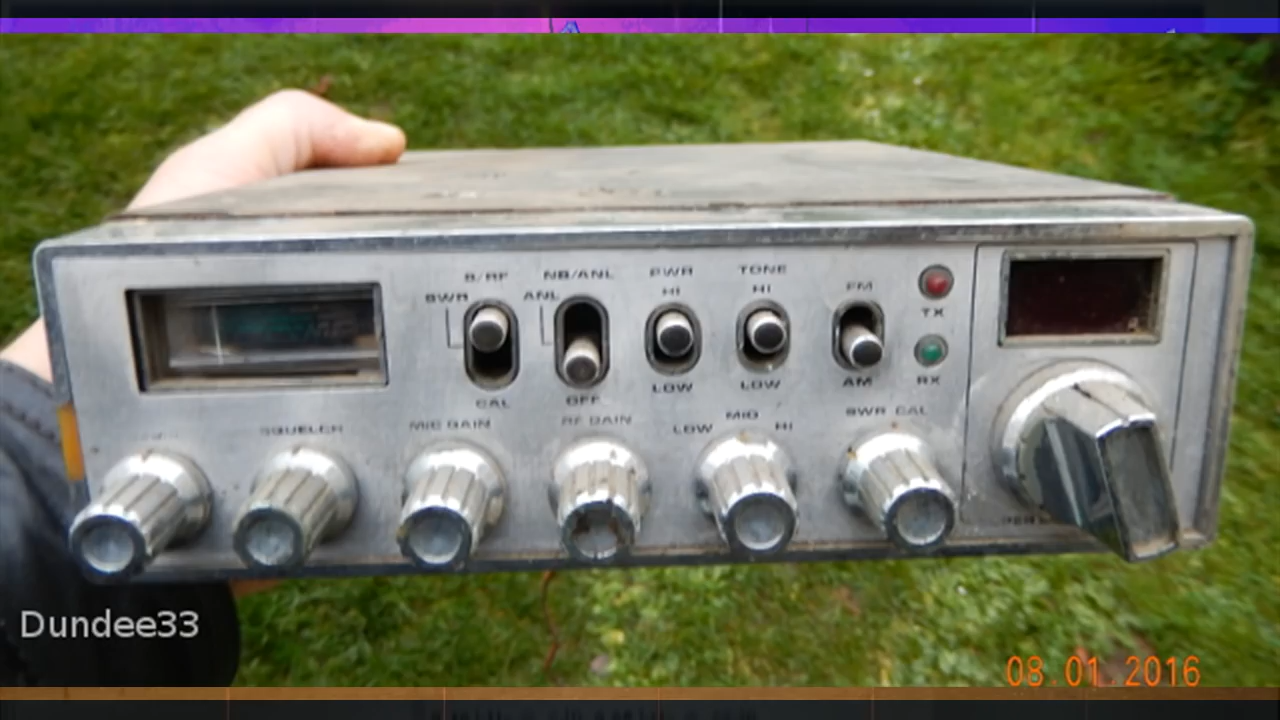 S/RF NB/ANL PWR TONE
SWR ANL HI HI FM
TX
CAL OFF LOW LOW AM RX
SQUELCH MIC GAIN RF GAIN LOW MID HI SWR CAL
Dundee33
08.01.2016